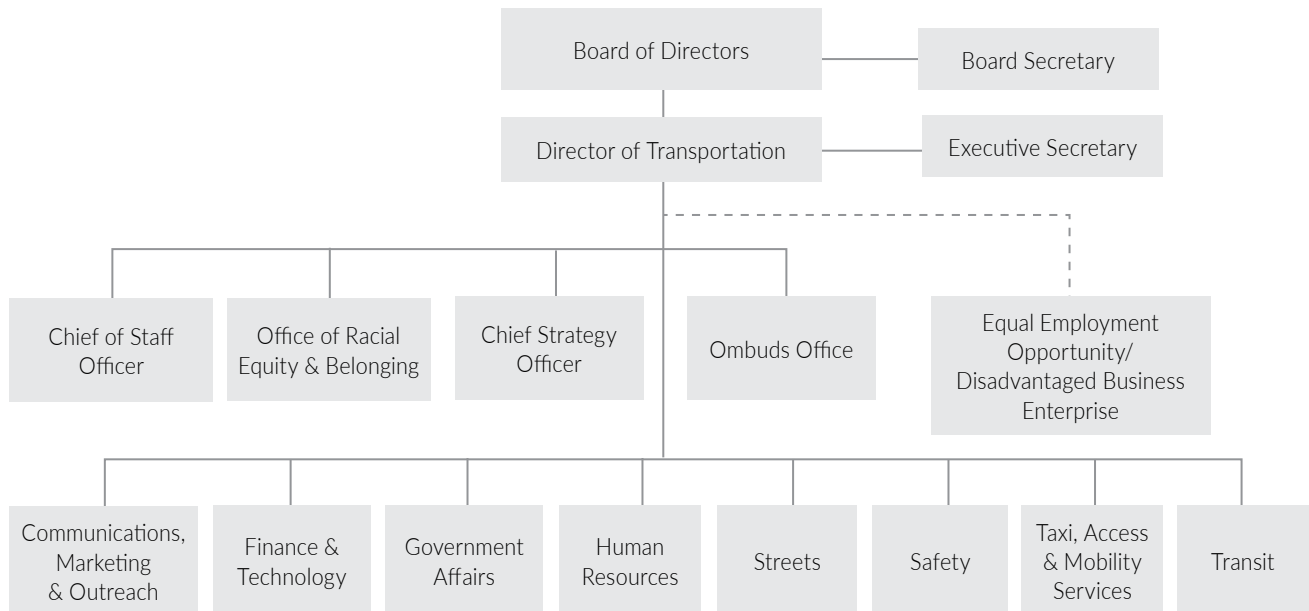 Board of Directors
Board Secretary
Director of Transportation
Executive Secretary
Chief of Staff
Officer
Office of Racial
Equity & Belonging
Chief Strategy
Officer
Ombuds Office
Equal Employment
Opportunity/
Disadvantaged Business
Enterprise
Communications,
Marketing
& Outreach
Finance &
Technology
Government
Affairs
Human
Resources
Streets
Safety
Taxi, Access
& Mobility
Services
Transit